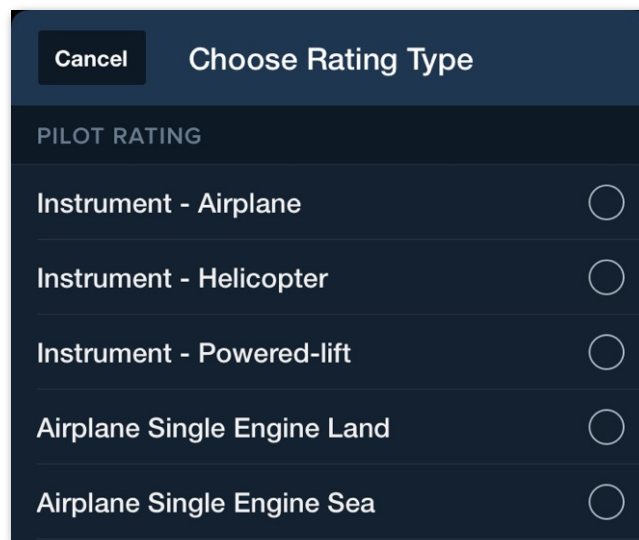 Cancel Choose Rating Type
PILOT RATING
Instrument - Airplane
Instrument - Helicopter
Instrument - Powered-lift
Airplane Single Engine Land
Airplane Single Engine Sea